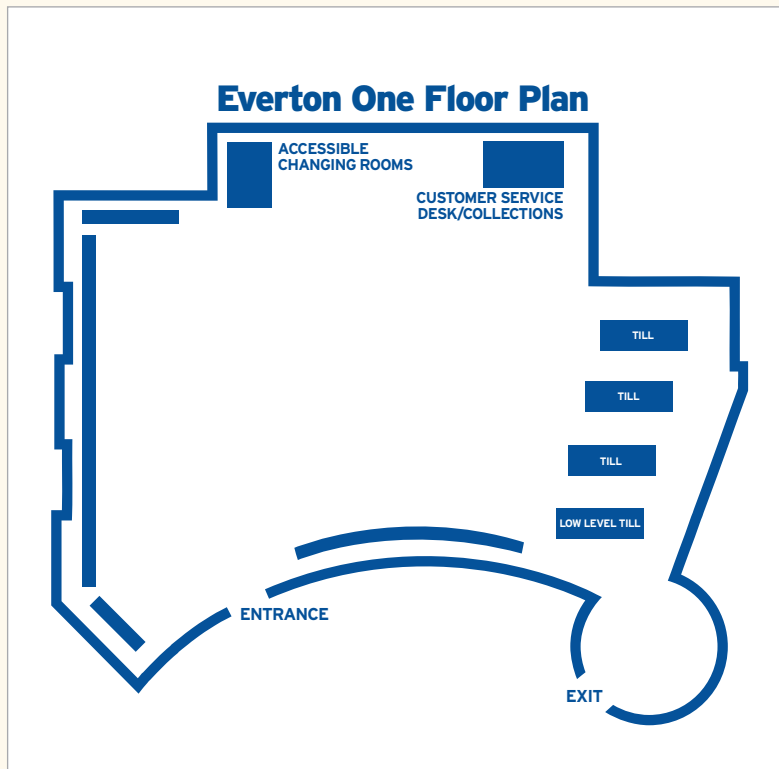 Everton One Floor Plan
ACCESSIBLE
CHANGING ROOMS
CUSTOMER SERVICE
DESK/COLLECTIONS
TILL
TILL
TILL
LOW LEVEL TILL
ENTRANCE
EXIT